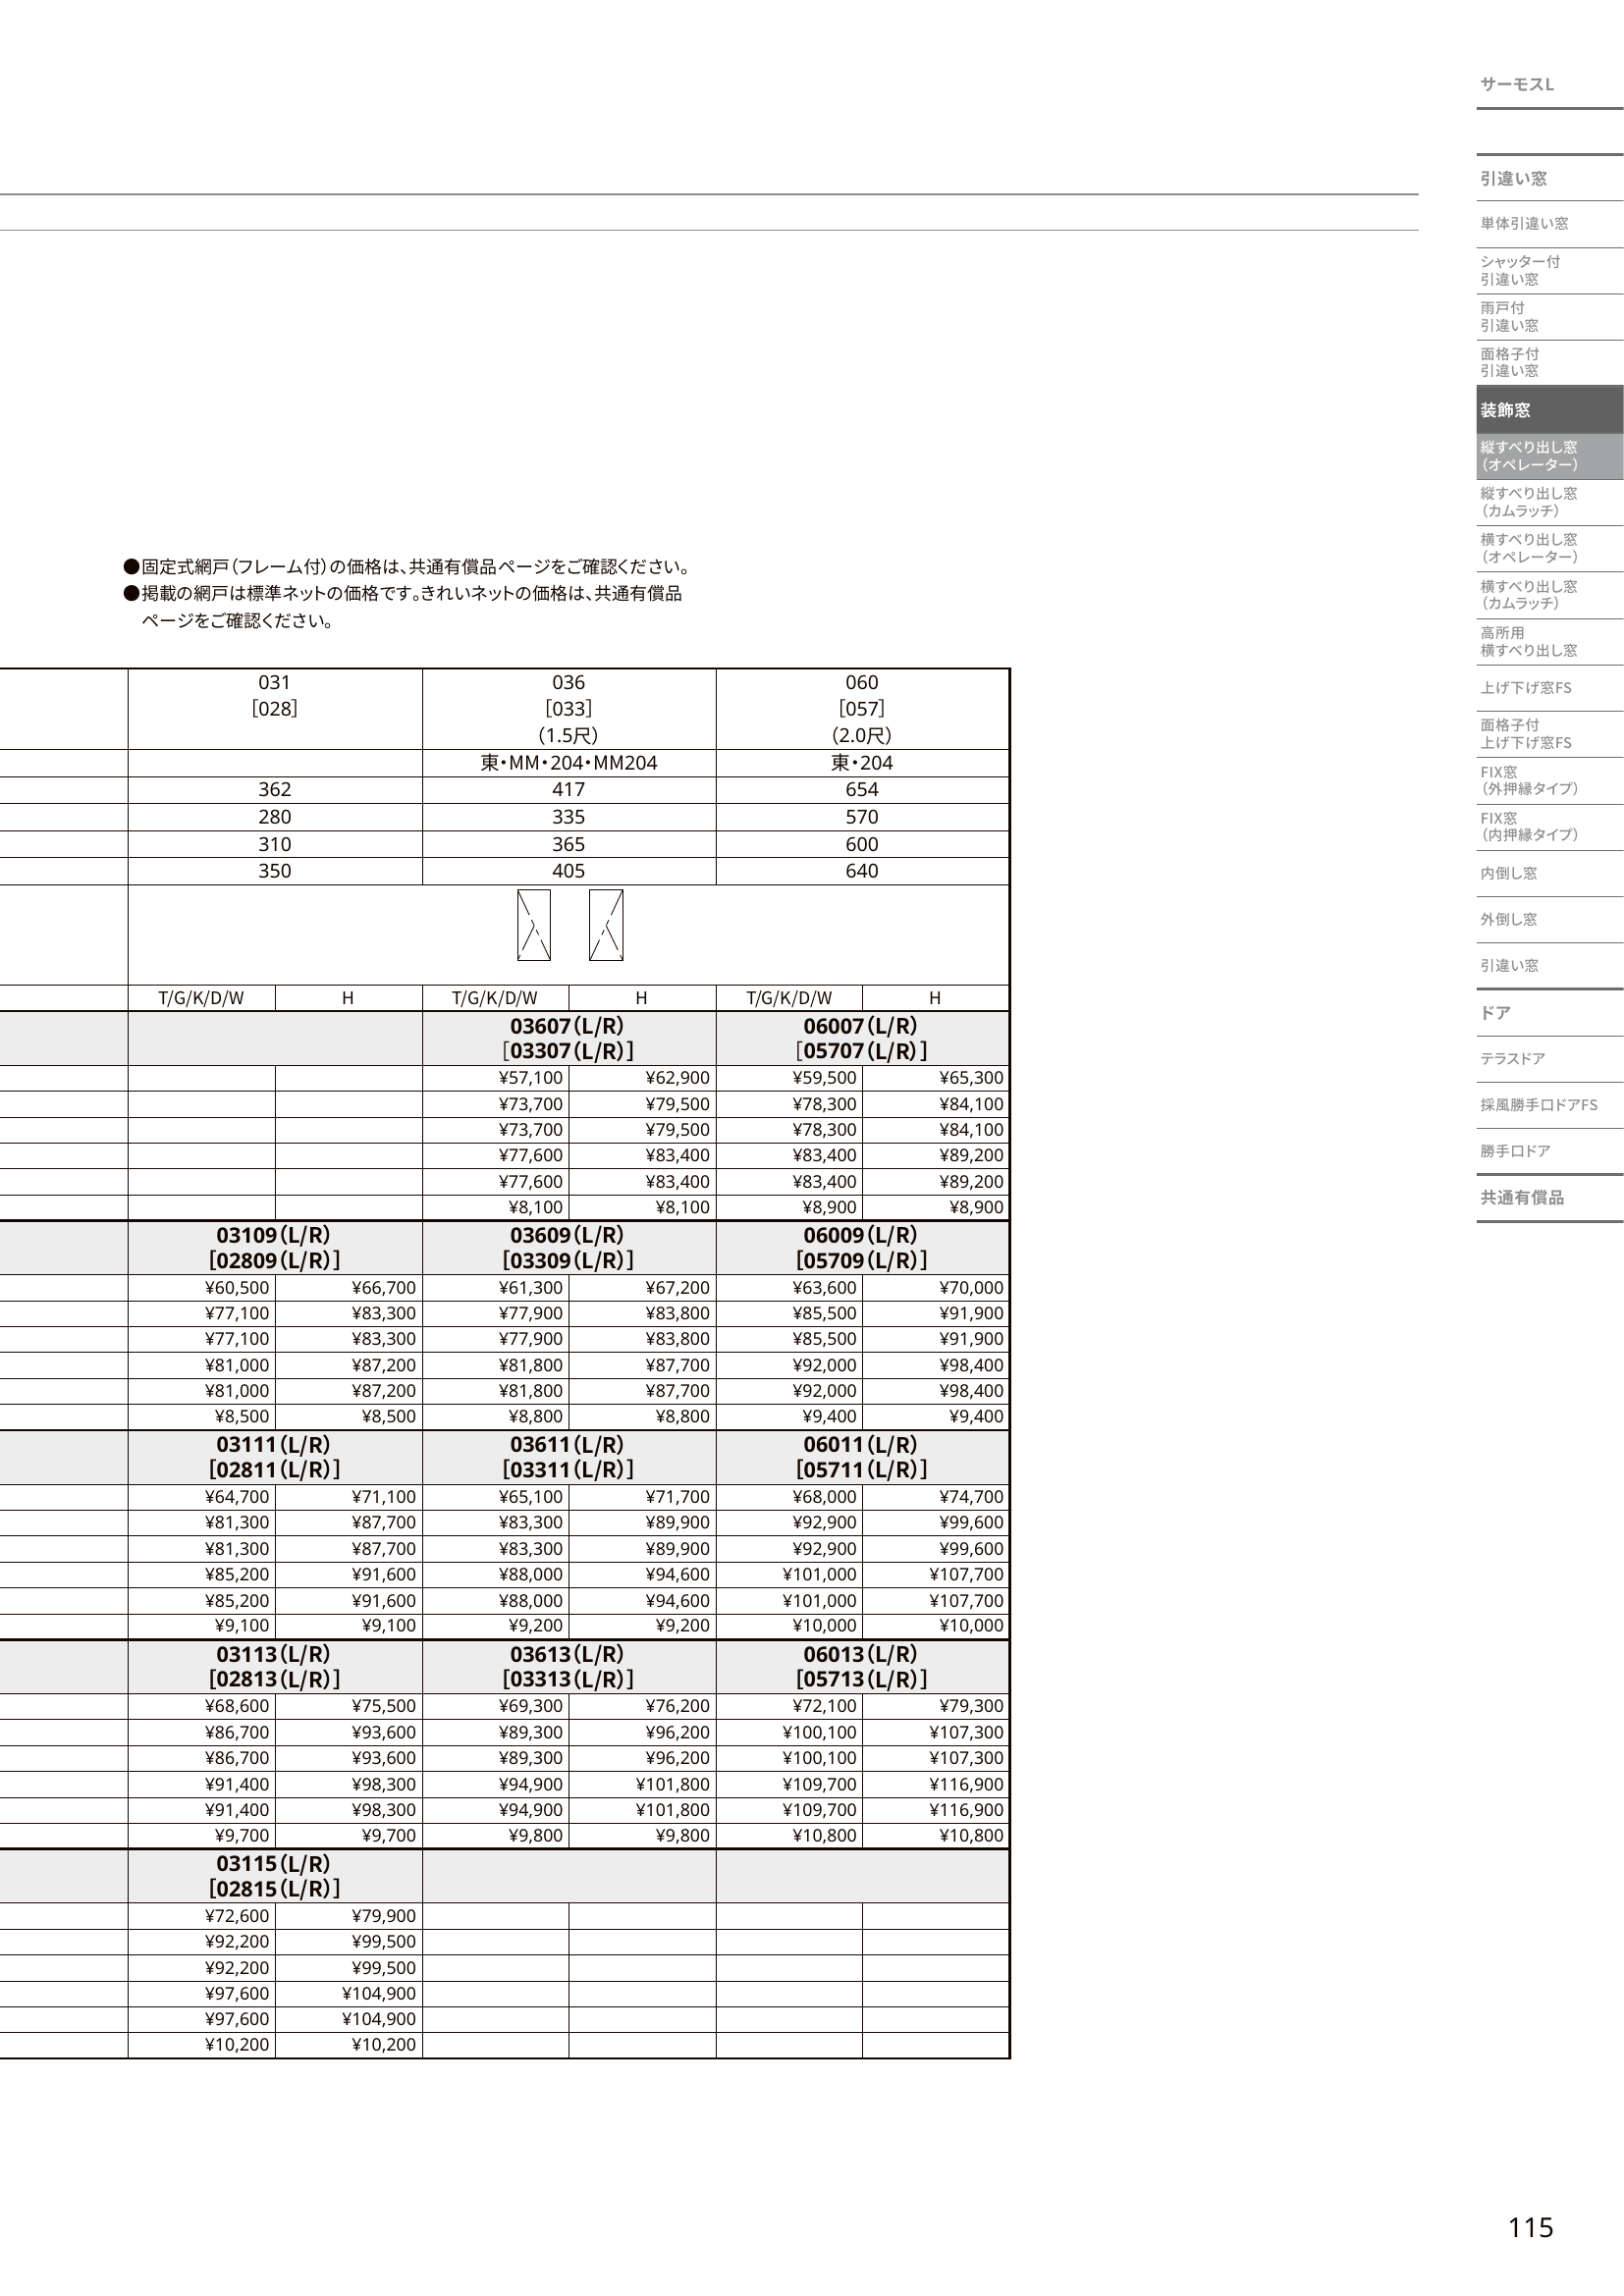 サーモスL
引違い窓
単体引違い窓
シャッター付
引違い窓
雨戸付
引違い窓
面格子付
引違い窓
装飾窓
縦すべり出し窓
（オペレーター）
縦すべり出し窓
（カムラッチ）
横すべり出し窓
（オペレーター）
横すべり出し窓
（カムラッチ）
高所用
横すべり出し窓
上げ下げ窓FS
面格子付
上げ下げ窓FS
FIX窓
（外押縁タイプ）
FIX窓
（内押縁タイプ）
内倒し窓
外倒し窓
引違い窓
ドア
テラスドア
採風勝手口ドアFS
勝手口ドア
共通有償品
●固定式網戸（フレーム付）の価格は、共通有償品ページをご確認ください。
●掲載の網戸は標準ネットの価格です。きれいネットの価格は、共通有償品
ページをご確認ください。
031 036 060
［028］ ［033］ ［057］
（1.5尺） （2.0尺）
東・MM・204・MM204 東・204
362 417 654
280 335 570
310 365 600
350 405 640
T/G/K/D/W H T/G/K/D/W H T/G/K/D/W H
03607（L/R） 06007（L/R）
［03307（L/R）］ ［05707（L/R）］
¥57,100 ¥62,900 ¥59,500 ¥65,300
¥73,700 ¥79,500 ¥78,300 ¥84,100
¥73,700 ¥79,500 ¥78,300 ¥84,100
¥77,600 ¥83,400 ¥83,400 ¥89,200
¥77,600 ¥83,400 ¥83,400 ¥89,200
¥8,100 ¥8,100 ¥8,900 ¥8,900
03109（L/R） 03609（L/R） 06009（L/R）
［02809（L/R）］ ［03309（L/R）］ ［05709（L/R）］
¥60,500 ¥66,700 ¥61,300 ¥67,200 ¥63,600 ¥70,000
¥77,100 ¥83,300 ¥77,900 ¥83,800 ¥85,500 ¥91,900
¥77,100 ¥83,300 ¥77,900 ¥83,800 ¥85,500 ¥91,900
¥81,000 ¥87,200 ¥81,800 ¥87,700 ¥92,000 ¥98,400
¥81,000 ¥87,200 ¥81,800 ¥87,700 ¥92,000 ¥98,400
¥8,500 ¥8,500 ¥8,800 ¥8,800 ¥9,400 ¥9,400
03111（L/R） 03611（L/R） 06011（L/R）
［02811（L/R）］ ［03311（L/R）］ ［05711（L/R）］
¥64,700 ¥71,100 ¥65,100 ¥71,700 ¥68,000 ¥74,700
¥81,300 ¥87,700 ¥83,300 ¥89,900 ¥92,900 ¥99,600
¥81,300 ¥87,700 ¥83,300 ¥89,900 ¥92,900 ¥99,600
¥85,200 ¥91,600 ¥88,000 ¥94,600 ¥101,000 ¥107,700
¥85,200 ¥91,600 ¥88,000 ¥94,600 ¥101,000 ¥107,700
¥9,100 ¥9,100 ¥9,200 ¥9,200 ¥10,000 ¥10,000
03113（L/R） 03613（L/R） 06013（L/R）
［02813（L/R）］ ［03313（L/R）］ ［05713（L/R）］
¥68,600 ¥75,500 ¥69,300 ¥76,200 ¥72,100 ¥79,300
¥86,700 ¥93,600 ¥89,300 ¥96,200 ¥100,100 ¥107,300
¥86,700 ¥93,600 ¥89,300 ¥96,200 ¥100,100 ¥107,300
¥91,400 ¥98,300 ¥94,900 ¥101,800 ¥109,700 ¥116,900
¥91,400 ¥98,300 ¥94,900 ¥101,800 ¥109,700 ¥116,900
¥9,700 ¥9,700 ¥9,800 ¥9,800 ¥10,800 ¥10,800
03115（L/R）
［02815（L/R）］
¥72,600 ¥79,900
¥92,200 ¥99,500
¥92,200 ¥99,500
¥97,600 ¥104,900
¥97,600 ¥104,900
¥10,200 ¥10,200
115